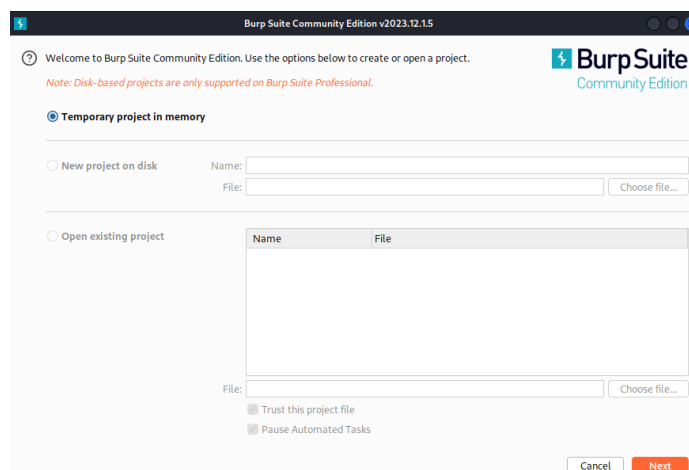 Burp Suite Community Edition v2023.12.1.5
Welcome to Burp Suite Community Edition. Use the options below to create or open a project.
Note: Disk-based projects are only supported on Burp Suite Professional.
Burp Suite
Community Edition
Temporary project in memory
New project on disk
Name:
File:
Choose file...
Open existing project
Name
File
File:
Choose file...
Trust this project file
Pause Automated Tasks
Cancel
Next